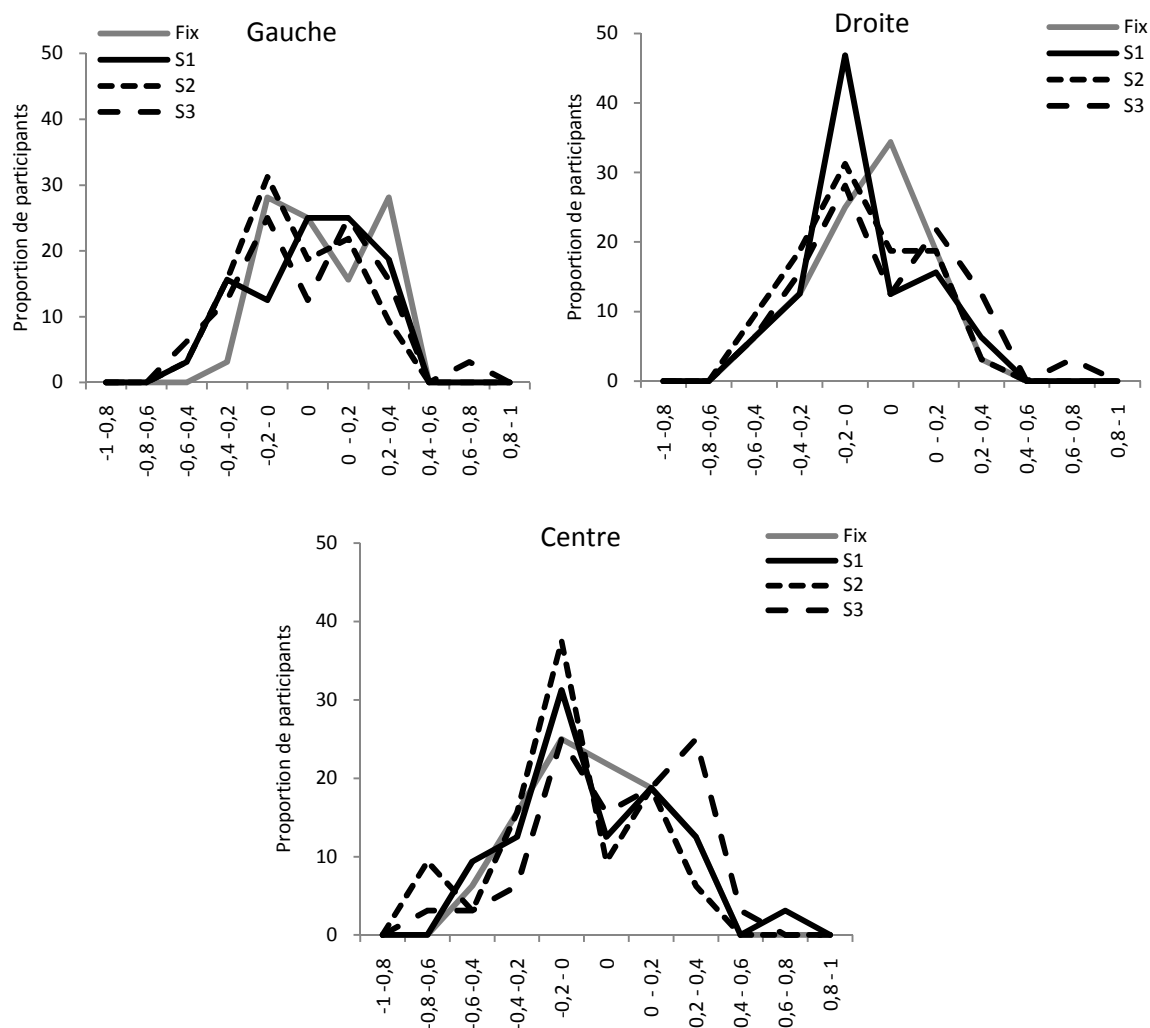 Gauche
Fix
S1
S2
S3
Proportion de participants
50
40
30
20
10
0
-1 -0,8
-0,8 -0,6
-0,6 -0,4
-0,4 -0,2
-0,2 - 0
0
0 - 0,2
0,2 - 0,4
0,4 - 0,6
0,6 - 0,8
0,8 - 1
Droite
Fix
S1
S2
S3
Proportion de participants
50
40
30
20
10
0
-1 -0,8
-0,8 -0,6
-0,6 -0,4
-0,4 -0,2
-0,2 - 0
0
0 - 0,2
0,2 - 0,4
0,4 - 0,6
0,6 - 0,8
0,8 - 1
Centre
Fix
S1
S2
S3
Proportion de participants
50
40
30
20
10
0
-1 -0,8
-0,8 -0,6
-0,6 -0,4
-0,4 -0,2
-0,2 - 0
0
0 - 0,2
0,2 - 0,4
0,4 - 0,6
0,6 - 0,8
0,8 - 1